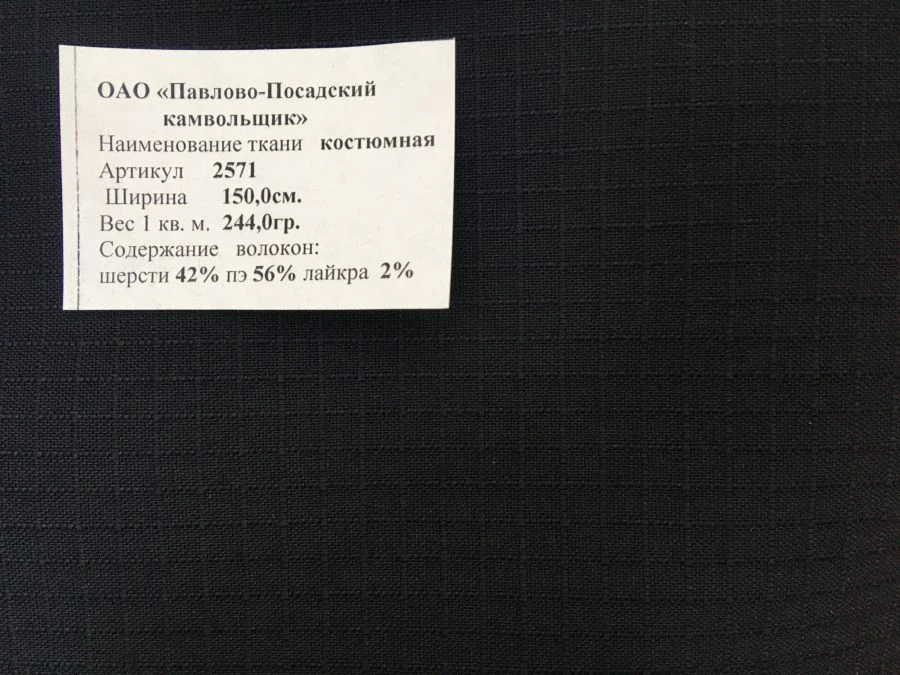 ОАО «Павлово-Посадский
камвольщик»
Наименование ткани костюмная
Артикул 2571
Ширина 150,0см.
Вес 1 кв. м. 244,0гр.
Содержание волокон:
шерсти 42% пэ 56% лайкра 2%